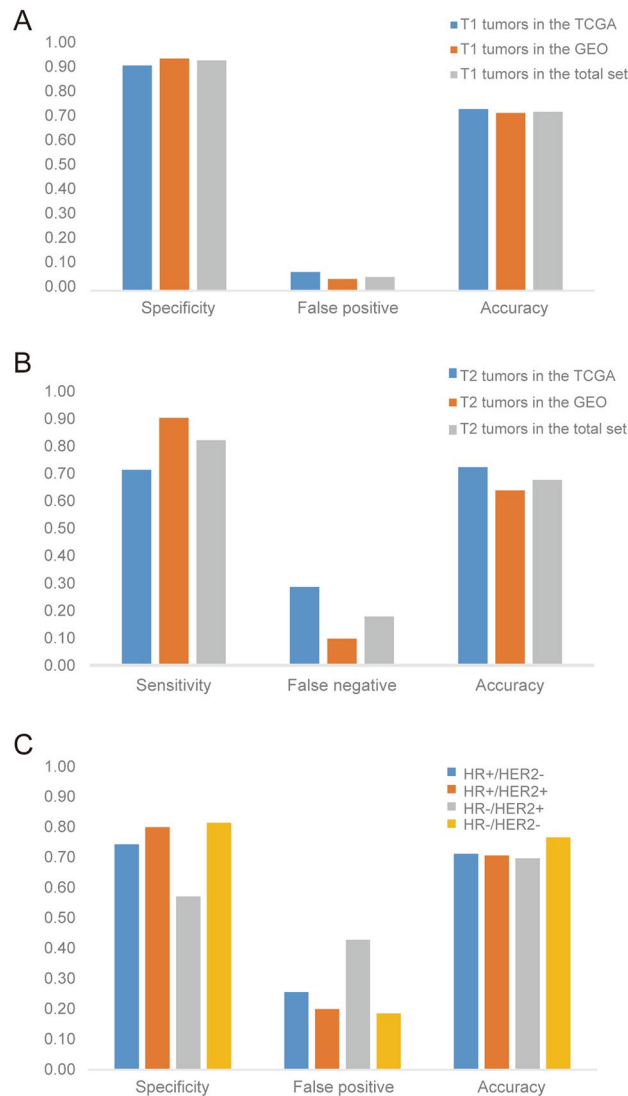 A
T1 tumors in the TCGA
T1 tumors in the GEO
T1 tumors in the total set
1.00
0.90
0.80
0.70
0.60
0.50
0.40
0.30
0.20
0.10
0.00
Specificity False positive Accuracy
B
T2 tumors in the TCGA
T2 tumors in the GEO
T2 tumors in the total set
1.00
0.90
0.80
0.70
0.60
0.50
0.40
0.30
0.20
0.10
0.00
Sensitivity False negative Accuracy
C
HR+/HER2-
HR+/HER2+
HR-/HER2+
HR-/HER2-
1.00
0.90
0.80
0.70
0.60
0.50
0.40
0.30
0.20
0.10
0.00
Specificity False positive Accuracy